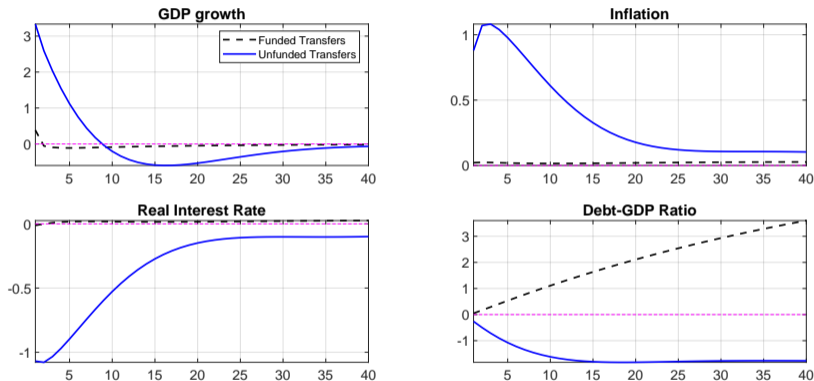 GDP growth
3
2
1
0
5 10 15 20 25 30 35 40
Funded Transfers
Unfunded Transfers
Inflation
1
0.5
0
5 10 15 20 25 30 35 40
Real Interest Rate
0
-0.5
-1
5 10 15 20 25 30 35 40
Debt-GDP Ratio
3
2
1
0
-1
5 10 15 20 25 30 35 40